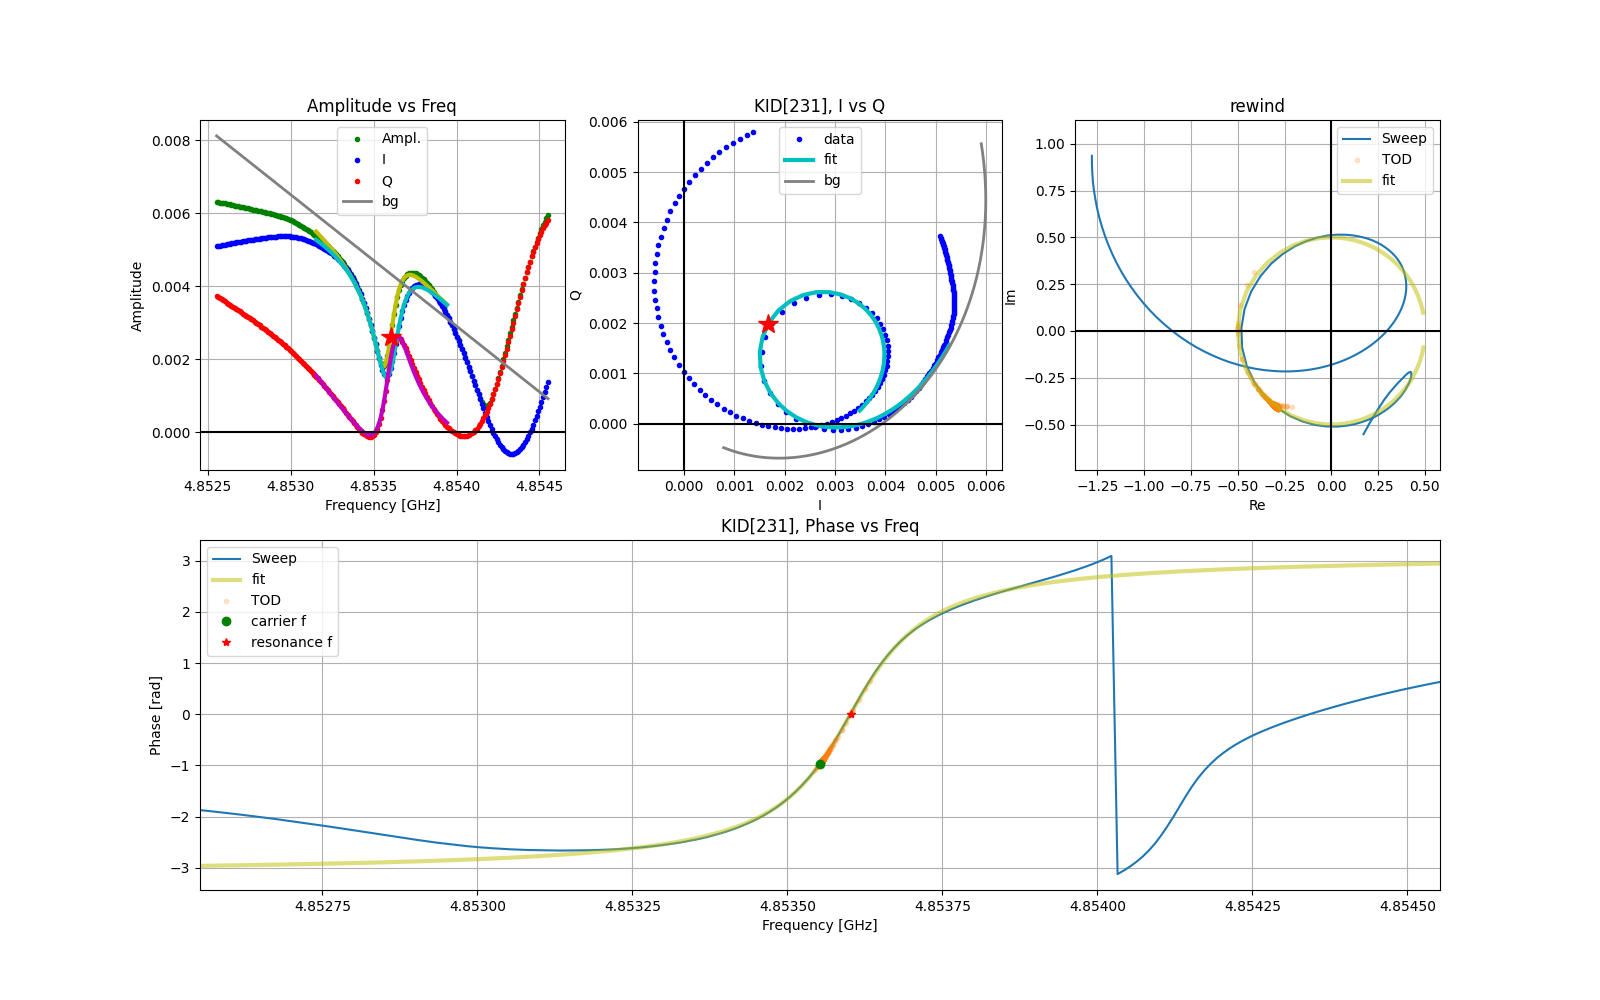 Amplitude vs Freq
Amplitude
0.008
0.006
0.004
0.002
0.000
Ampl.
I
Q
bg
4.8525
4.8530
4.8535
4.8540
4.8545
Frequency [GHz]
KID[231], I vs Q
Q
0.006
0.005
0.004
0.003
0.002
0.001
0.000
data
fit
bg
0.000
0.001
0.002
0.003
0.004
0.005
0.006
I
rewind
Im
1.00
0.75
0.50
0.25
0.00
−0.25
−0.50
Sweep
TOD
fit
−1.25
−1.00
−0.75
−0.50
−0.25
0.00
0.25
0.50
Re
KID[231], Phase vs Freq
Phase [rad]
3
2
1
0
−1
−2
−3
Sweep
fit
TOD
carrier f
resonance f
4.85275
4.85300
4.85325
4.85350
4.85375
4.85400
4.85425
4.85450
Frequency [GHz]